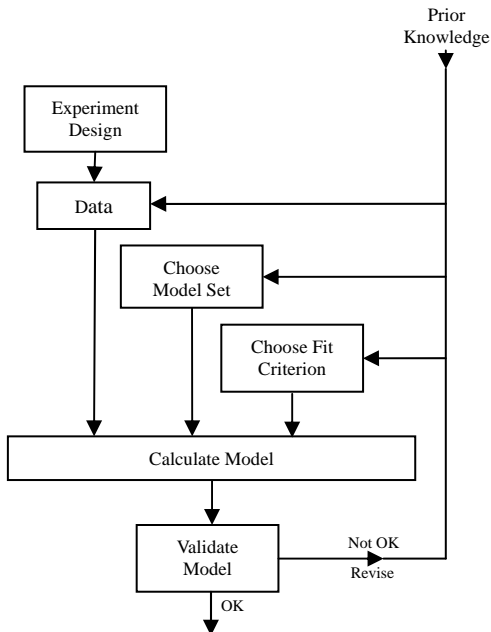 Prior
Knowledge
Experiment
Design
Data
Choose
Model Set
Choose Fit
Criterion
Calculate Model
Validate
Model
Not OK
Revise
OK